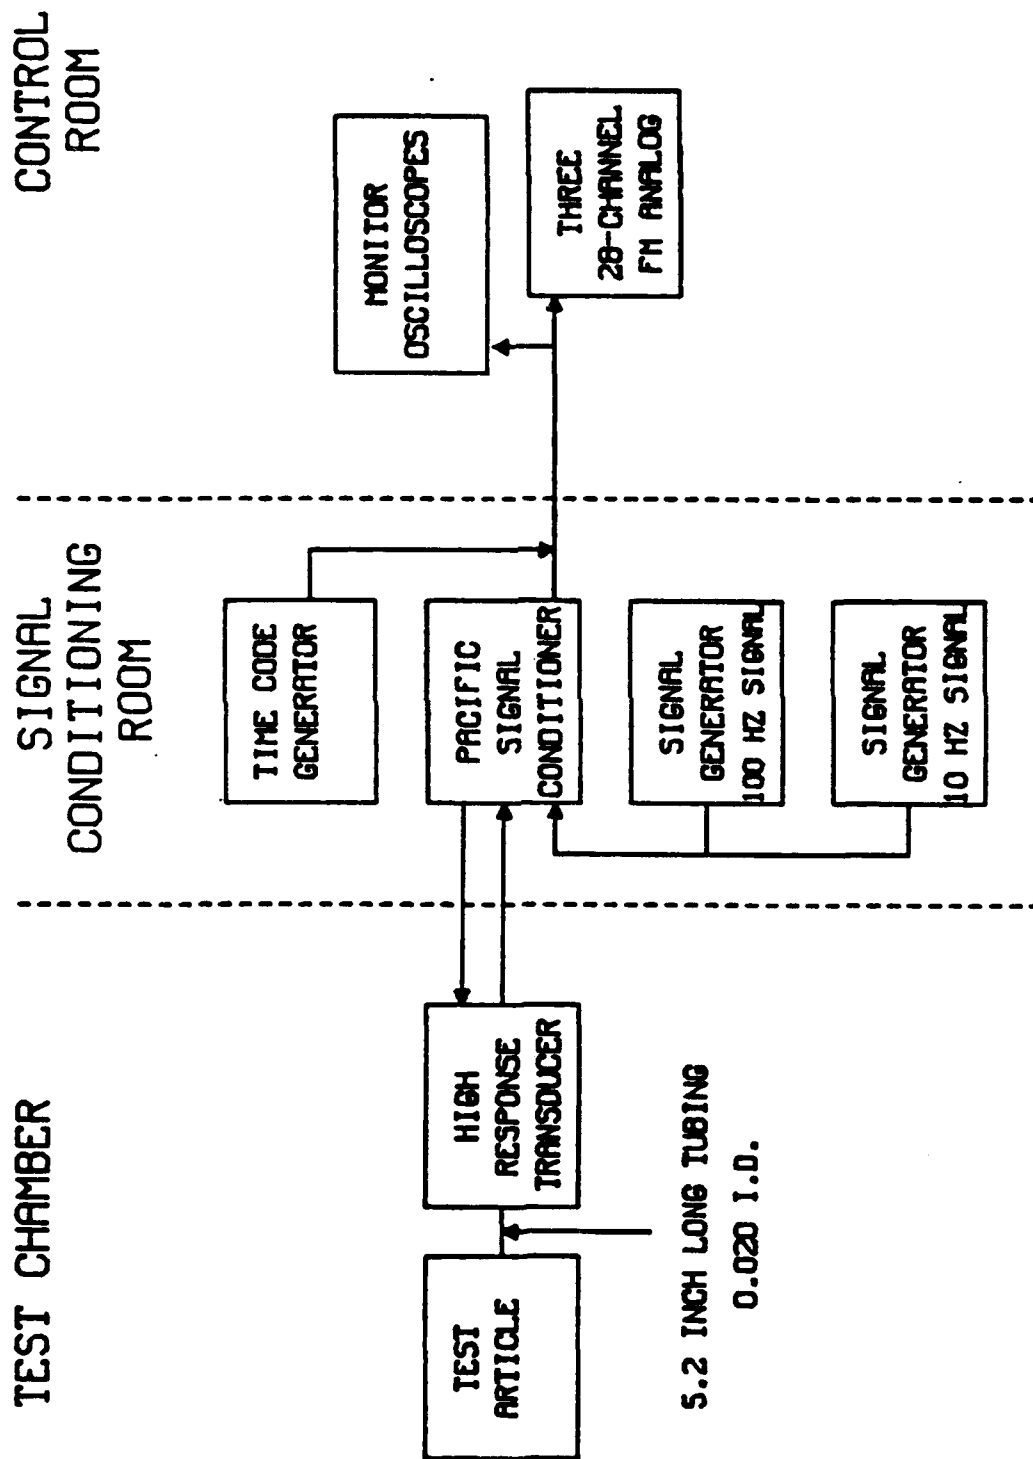 TEST CHAMBER
SIGNAL
CONDITIONING
ROOM
CONTROL
ROOM
TIME CODE
GENERATOR
MONITOR
OSCILLOSCOPES
TEST
ARTICLE
HIGH
RESPONSE
TRANSDUCER
PACIFIC
SIGNAL
CONDITIONER
THREE
28-CHANNEL
FM ANALOG
SIGNAL
GENERATOR
100 HZ SIGNAL
SIGNAL
GENERATOR
10 HZ SIGNAL
5.2 INCH LONG TUBING
0.020 I.D.